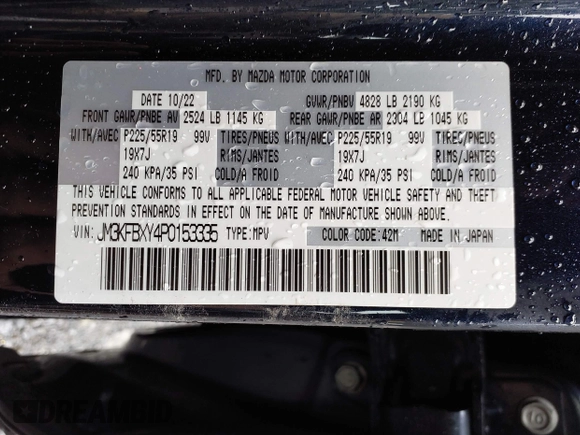 MFD. BY MAZDA MOTOR CORPORATION
DATE 10/22 GVWR/PNBV 4828 LB 2190 KG
FRONT GAWR/PNBE AV 2524 LB 1145 KG REAR GAWR/PNBE AR 2304 LB 1045 KG
WITH/AVEC P225/55R19 99V TIRES/PNEUS WITH/AVEC P225/55R19 99V TIRES/PNEUS
19X7J RIMS/JANTES 19X7J RIMS/JANTES
240 KPA/35 PSI COLD/A FROID 240 KPA/35 PSI COLD/A FROID
THIS VEHICLE CONFORMS TO ALL APPLICABLE FEDERAL MOTOR VEHICLE SAFETY AND THEFT
PREVENTION STANDARDS IN EFFECT ON THE DATE OF MANUFACTURE SHOWN ABOVE.
VIN: JM3KFBXY4P0153335 TYPE:MPV COLOR CODE:42M MADE IN JAPAN
DREAMBID